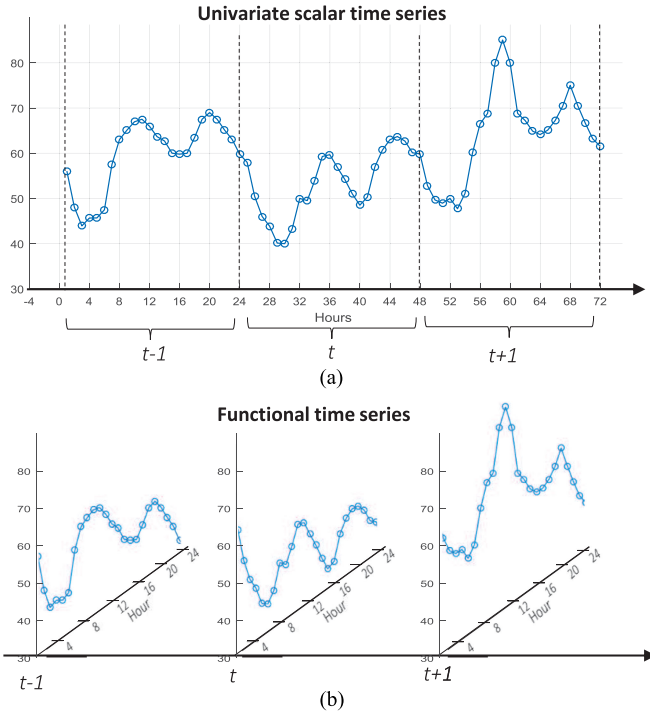 Univariate scalar time series
80
70
60
50
40
30
-4 0 4 8 12 16 20 24 28 32 36 40 44 48 52 56 60 64 68 72
Hours
t-1 t t+1
(a)
Functional time series
80 80 80
70 70 70
60 60 60
50 50 50
40 40 40
30 30 30
4 8 12 16 20 24
Hour
4 8 12 16 20 24
Hour
4 8 12 16 20 24
Hour
t-1 t t+1
(b)